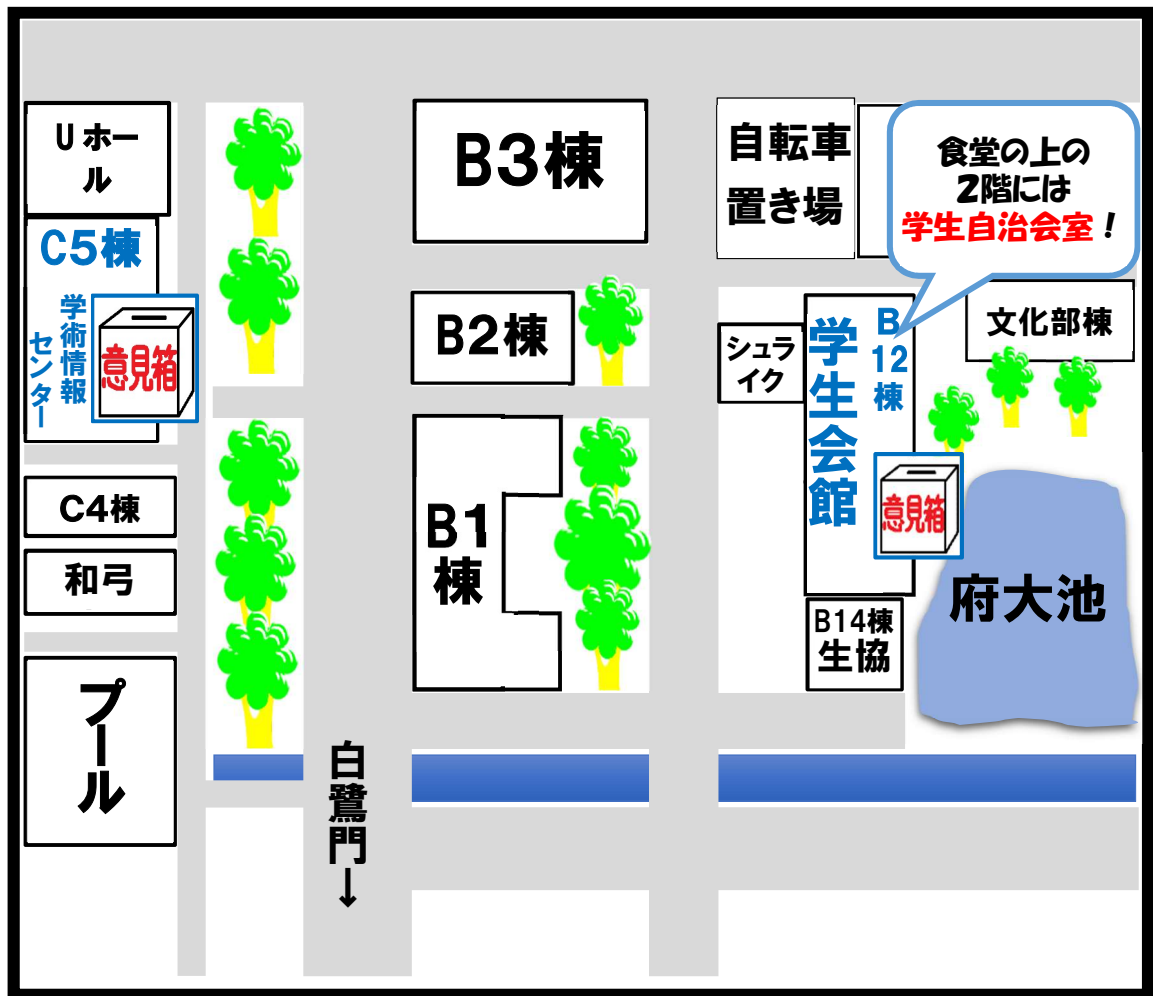 Uホー
ル
C5棟
学術情報
センター
意見箱
C4棟
和弓
プール
B3棟
B2棟
B1
棟
白鷺門↓
自転車
置き場
食堂の上の
2階には
学生自治会室！
シュラ
イク
学生会館
B
12
棟
文化部棟
意見箱
府大池
B14棟
生協